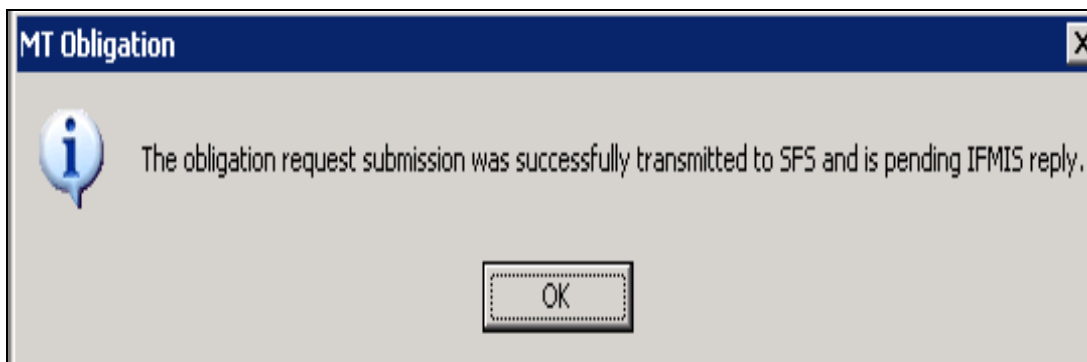 MT Obligation
The obligation request submission was successfully transmitted to SFS and is pending IFMIS reply.
OK